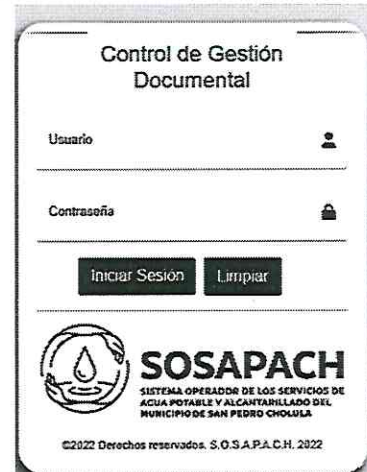 Control de Gestión
Documental
Usuario
Contraseña
Iniciar Sesión Limpiar
SOSAPACH
SISTEMA OPERADOR DE LOS SERVICIOS DE
AGUA POTABLE Y ALCANTARILLADO DEL
MUNICIPIO DE SAN PEDRO CHOLULA
©2022 Derechos reservados. S.O.S.A.P.A.C.H. 2022